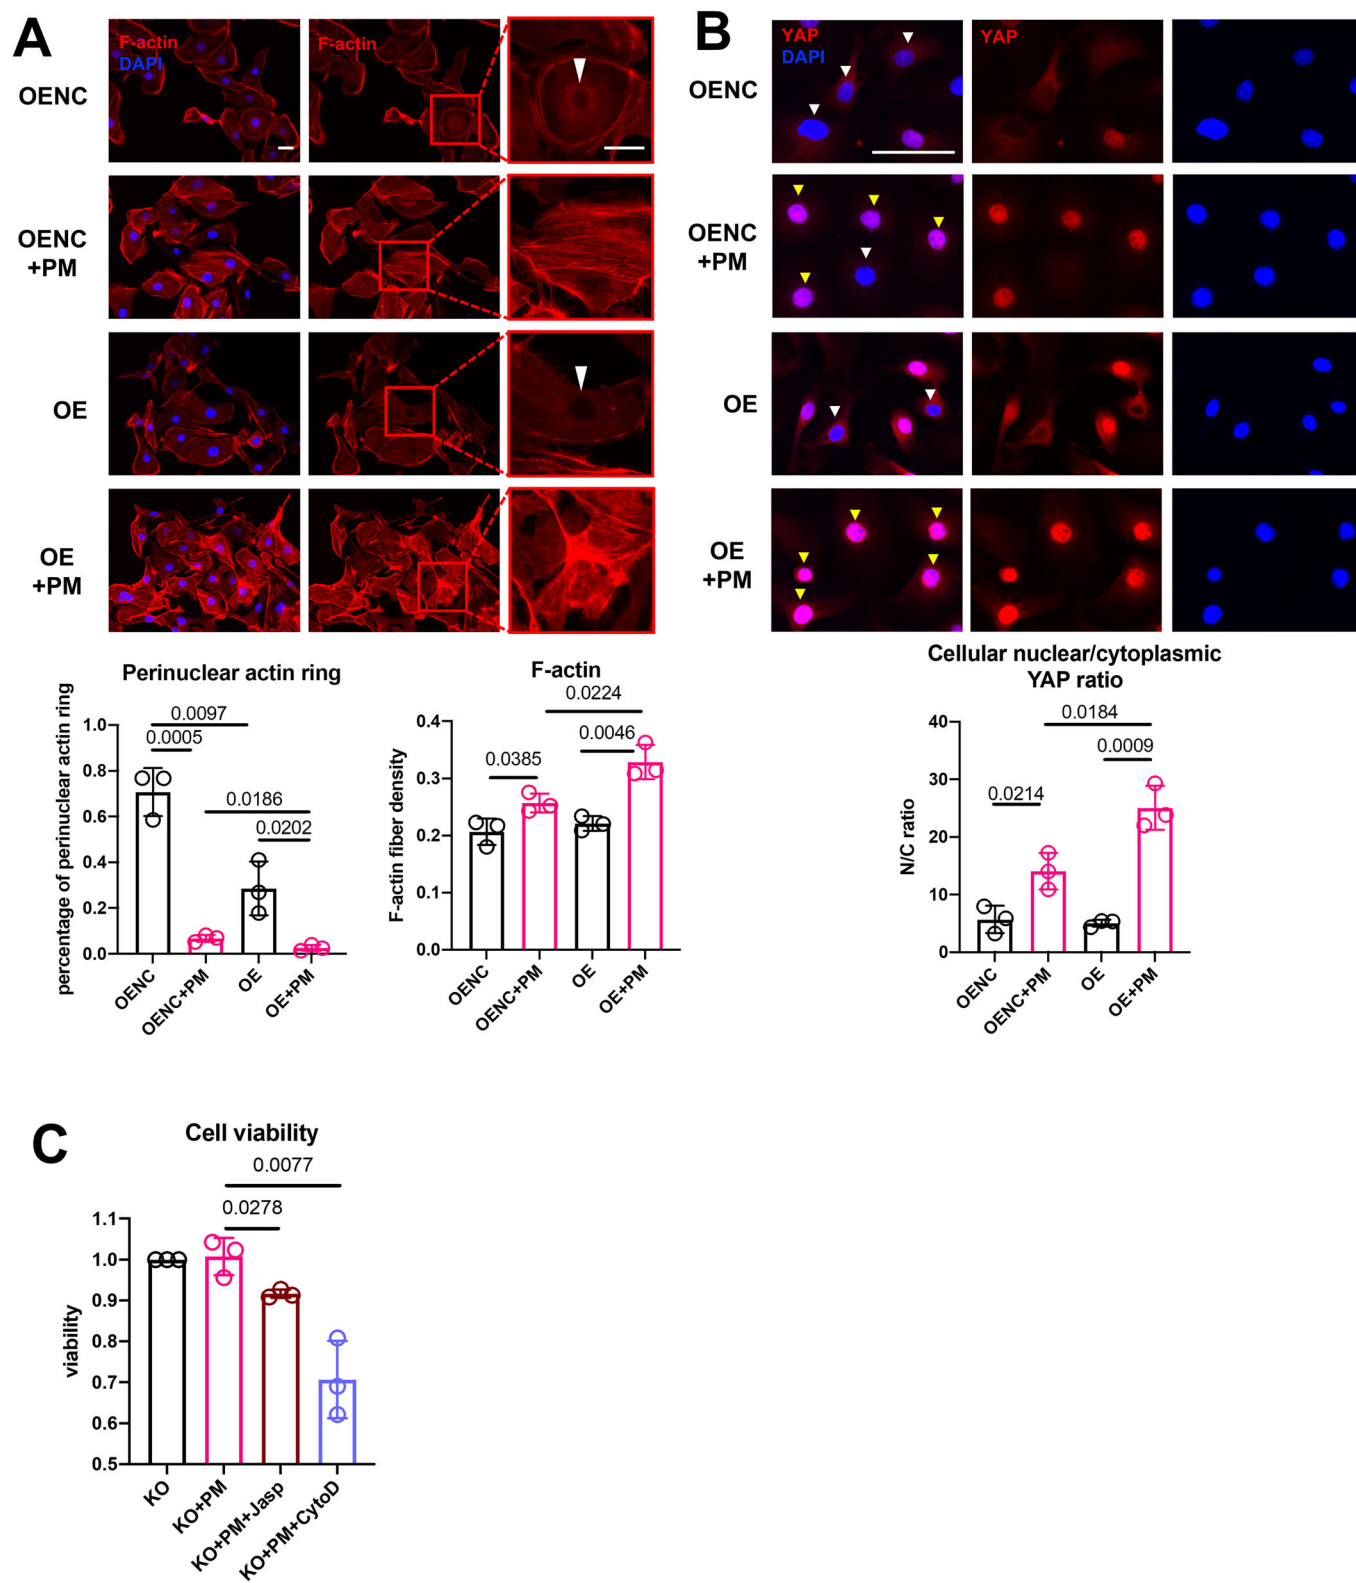 A
B
F-actin
DAPI
F-actin
OENC
OENC
+PM
OE
OE
+PM
YAP
DAPI
YAP
OENC
OENC
+PM
OE
OE
+PM
Perinuclear actin ring
percentage of perinuclear actin ring
1.0
0.8
0.6
0.4
0.2
0.0
0.0097
0.0005
0.0186
0.0202
OENC
OENC+PM
OE
OE+PM
F-actin
F-actin fiber density
0.4
0.3
0.2
0.1
0.0
0.0224
0.0046
0.0385
OENC
OENC+PM
OE
OE+PM
Cellular nuclear/cytoplasmic
YAP ratio
N/C ratio
40
30
20
10
0
0.0184
0.0009
0.0214
OENC
OENC+PM
OE
OE+PM
C
Cell viability
viability
1.1
1.0
0.9
0.8
0.7
0.6
0.5
0.0077
0.0278
KO
KO+PM
KO+PM+Jasp
KO+PM+CytoD